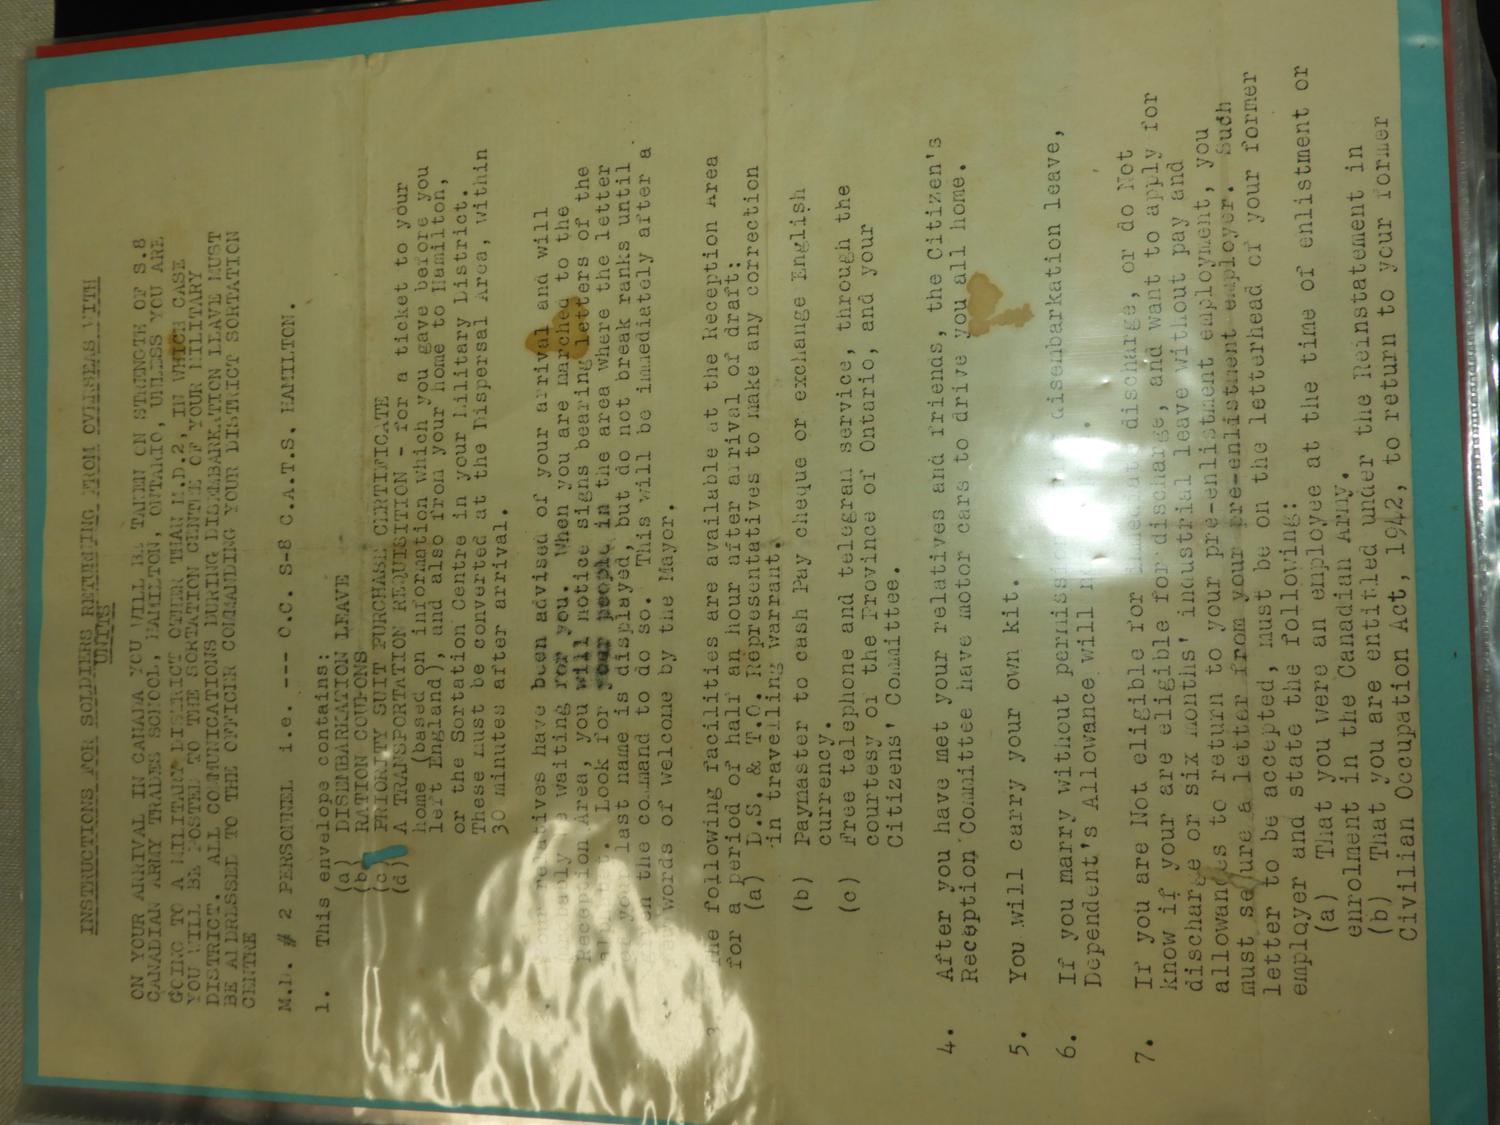 INSTRUCTIONS FOR SOLDIERS RETURNING FROM OVERSEAS WITH
UNITS
ON YOUR ARRIVAL IN CANADA YOU WILL BE TAKEN ON STRENGTH OF S.8
CANADIAN ARMY TRADES SCHOOL, HAMILTON, ONTARIO, UNLESS YOU ARE
GOING TO A MILITARY DISTRICT OTHER THAN M.D.2, IN WHICH CASE
YOU WILL BE POSTED TO THE SORTATION CENTRE OF YOUR MILITARY
DISTRICT. ALL COMMUNICATIONS DURING DISEMBARKATION LEAVE MUST
BE ADDRESSED TO THE OFFICER COMMANDING YOUR DISTRICT SORTATION
CENTRE
M.D. # 2 PERSONNEL i.e. --- O.C. S-8 C.A.T.S. HAMILTON.
1. This envelope contains:
(a) DISEMBARKATION LEAVE
(b) RATION COUPONS
(c) PRIORITY SUIT PURCHASE CERTIFICATE
(d) A TRANSPORTATION REQUISITION - for a ticket to your
home (based on information which you gave before you
left England), and also from your home to Hamilton,
or the Sortation Centre in your Military District.
These must be converted at the Dispersal Area, within
30 minutes after arrival.
relatives have been advised of your arrival and will
be waiting for you. When you are marched to the
Reception Area, you will notice signs bearing letters of the
Look for your people in the area where the letter
last name is displayed, but do not break ranks until
the command to do so. This will be immediately after a
words of welcome by the Mayor.
3. The following facilities are available at the Reception Area
for a period of half an hour after arrival of draft:
(a) D.S. & T.O. Representatives to make any correction
in travelling warrant.
(b) Paymaster to cash Pay cheque or exchange English
currency.
(c) Free telephone and telegram service, through the
courtesy of the Province of Ontario, and your
Citizens' Committee.
4. After you have met your relatives and friends, the Citizen's
Reception Committee have motor cars to drive you all home.
5. You will carry your own kit.
6. If you marry without permission disembarkation leave,
Dependent's Allowance will
7. If you are Not eligible for discharge, or do Not
know if your are eligible for discharge, and want to apply for
discharge or six months' industrial leave without pay and
allowances to return to your pre-enlistment employment, you
must secure a letter from your pre-enlistment employer. Such
letter to be accepted, must be on the letterhead of your former
employer and state the following:
(a) That you were an employee at the time of enlistment or
enrolment in the Canadian Army.
(b) That you are entitled under the Reinstatement in
Civilian Occupation Act, 1942, to return to your former